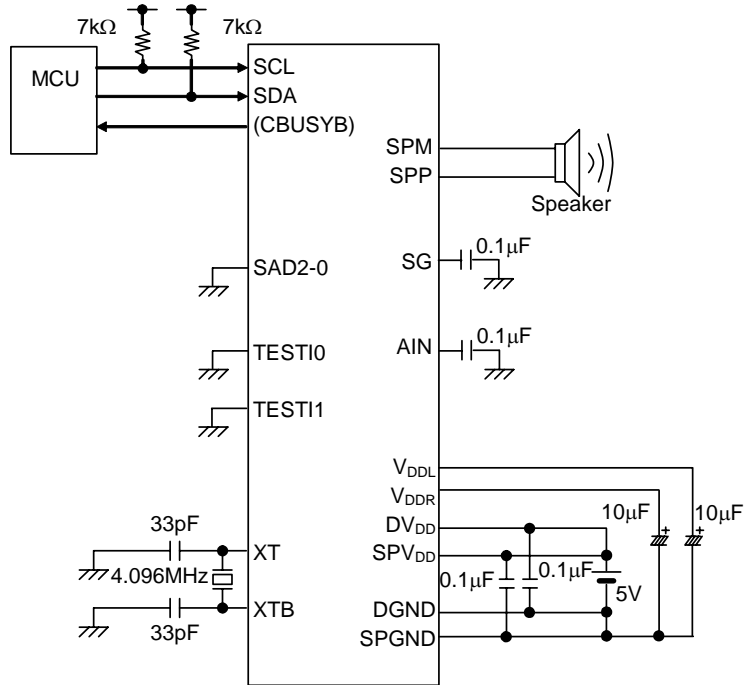 7kΩ
7kΩ
MCU
SCL
SDA
(CBUSYB)
SPM
SPP
Speaker
SG
0.1μF
SAD2-0
AIN
0.1μF
TESTI0
TESTI1
VDDL
VDDR
10μF
+
10μF
+
DVDD
SPVDD
0.1μF
0.1μF
5V
DGND
SPGND
33pF
XT
4.096MHz
XTB
33pF